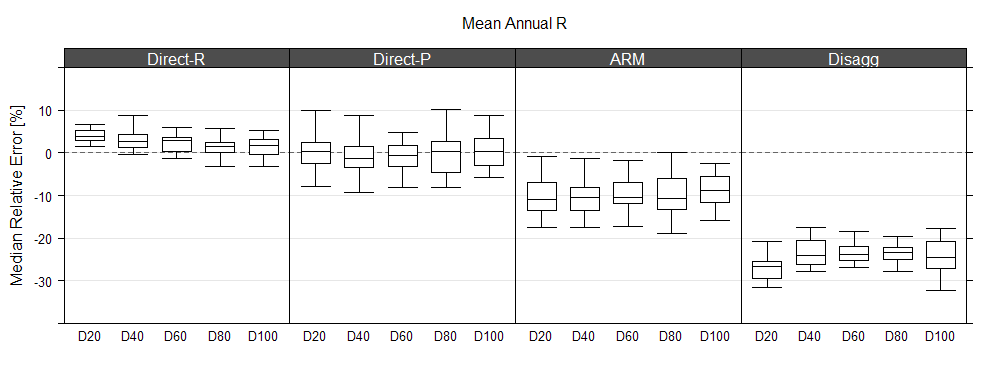 Mean Annual R
Direct-R Direct-P ARM Disagg
Median Relative Error [%]
10
0
-10
-20
-30
D20 D40 D60 D80 D100 D20 D40 D60 D80 D100 D20 D40 D60 D80 D100 D20 D40 D60 D80 D100